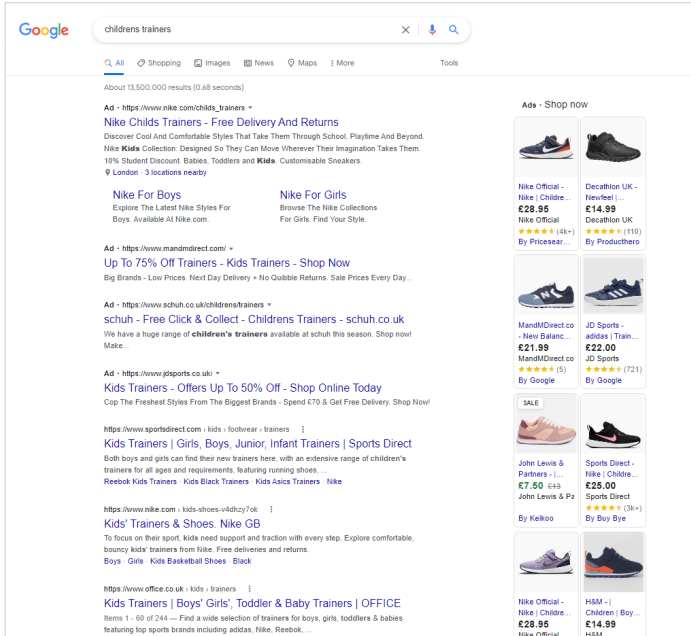 Google
childrens trainers
All Shopping Images News Maps More Tools
About 13,500,000 results (0.68 seconds)
Ad · https://www.nike.com/childs_trainers
Nike Childs Trainers - Free Delivery And Returns
Discover Cool And Comfortable Styles That Take Them Through School, Playtime And Beyond.
Nike Kids Collection: Designed So They Can Move Wherever Their Imagination Takes Them.
10% Student Discount. Babies, Toddlers and Kids. Customisable Sneakers.
London · 3 locations nearby
Nike For Boys
Explore The Latest Nike Styles For
Boys. Available At Nike.com.
Nike For Girls
Browse The Nike Collections
For Girls. Find Your Style.
Ad · https://www.mandmdirect.com/
Up To 75% Off Trainers - Kids Trainers - Shop Now
Big Brands - Low Prices. Next Day Delivery + No Quibble Returns. Sale Prices Every Day...
Ad · https://www.schuh.co.uk/childrens/trainers
schuh - Free Click & Collect - Childrens Trainers - schuh.co.uk
We have a huge range of children's trainers available at schuh this season. Shop now!
Make...
Ad · https://www.jdsports.co.uk/
Kids Trainers - Offers Up To 50% Off - Shop Online Today
Cop The Freshest Styles From The Biggest Brands - Spend £70 & Get Free Delivery. Shop Now!
https://www.sportsdirect.com › kids › footwear › trainers
Kids Trainers | Girls, Boys, Junior, Infant Trainers | Sports Direct
Both boys and girls can find their new trainers here, with an extensive range of children's
trainers for all ages and requirements, featuring running shoes, ...
Reebok Kids Trainers · Kids Black Trainers · Kids Asics Trainers · Nike
https://www.nike.com › kids-shoes-v4dhzy7ok
Kids' Trainers & Shoes. Nike GB
To focus on their sport, kids need support and traction with every step. Explore comfortable,
bouncy kids' trainers from Nike. Free deliveries and returns.
Boys · Girls · Kids Basketball Shoes · Black
https://www.office.co.uk › kids › trainers
Kids Trainers | Boys' Girls', Toddler & Baby Trainers | OFFICE
Items 1 - 60 of 244 — Find a wide selection of trainers for boys, girls, toddlers & babies
featuring top sports brands including adidas, Nike, Reebok, ...
Ads · Shop now
Nike Official -
Nike | Childre...
£28.95
Nike Official
(4k+)
By Pricesear...
Decathlon UK -
Newfeel |...
£14.99
Decathlon UK
(110)
By Producthero
MandMDirect.co
- New Balanc...
£21.99
MandMDirect.co
(5)
By Google
JD Sports -
adidas | Train...
£22.00
JD Sports
(721)
By Google
SALE
John Lewis &
Partners - |...
£7.50 £13
John Lewis & Pa
By Kelkoo
Sports Direct -
Nike | Childre...
£25.00
Sports Direct
(3k+)
By Buy Bye
Nike Official -
Nike | Childre...
£28.95
Nike Official
H&M - |
Children | Boy...
£14.99
H&M